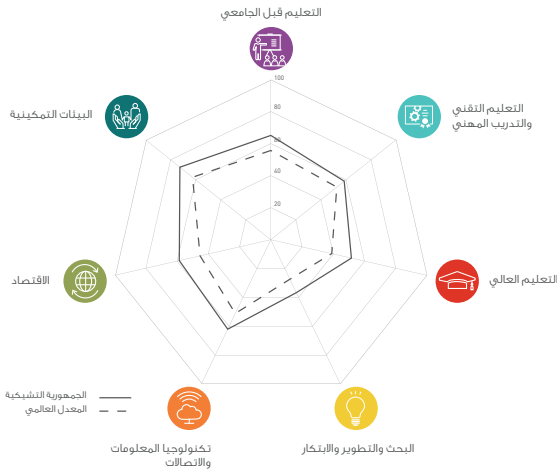 التعليم قبل الجامعي
100
80
60
40
20
التعليم التقني
والتدريب المهني
البيئات التمكينية
التعليم العالي
الاقتصاد
الجمهورية التشيكية
المعدل العالمي
البحث والتطوير والابتكار
تكنولوجيا المعلومات
والاتصالات